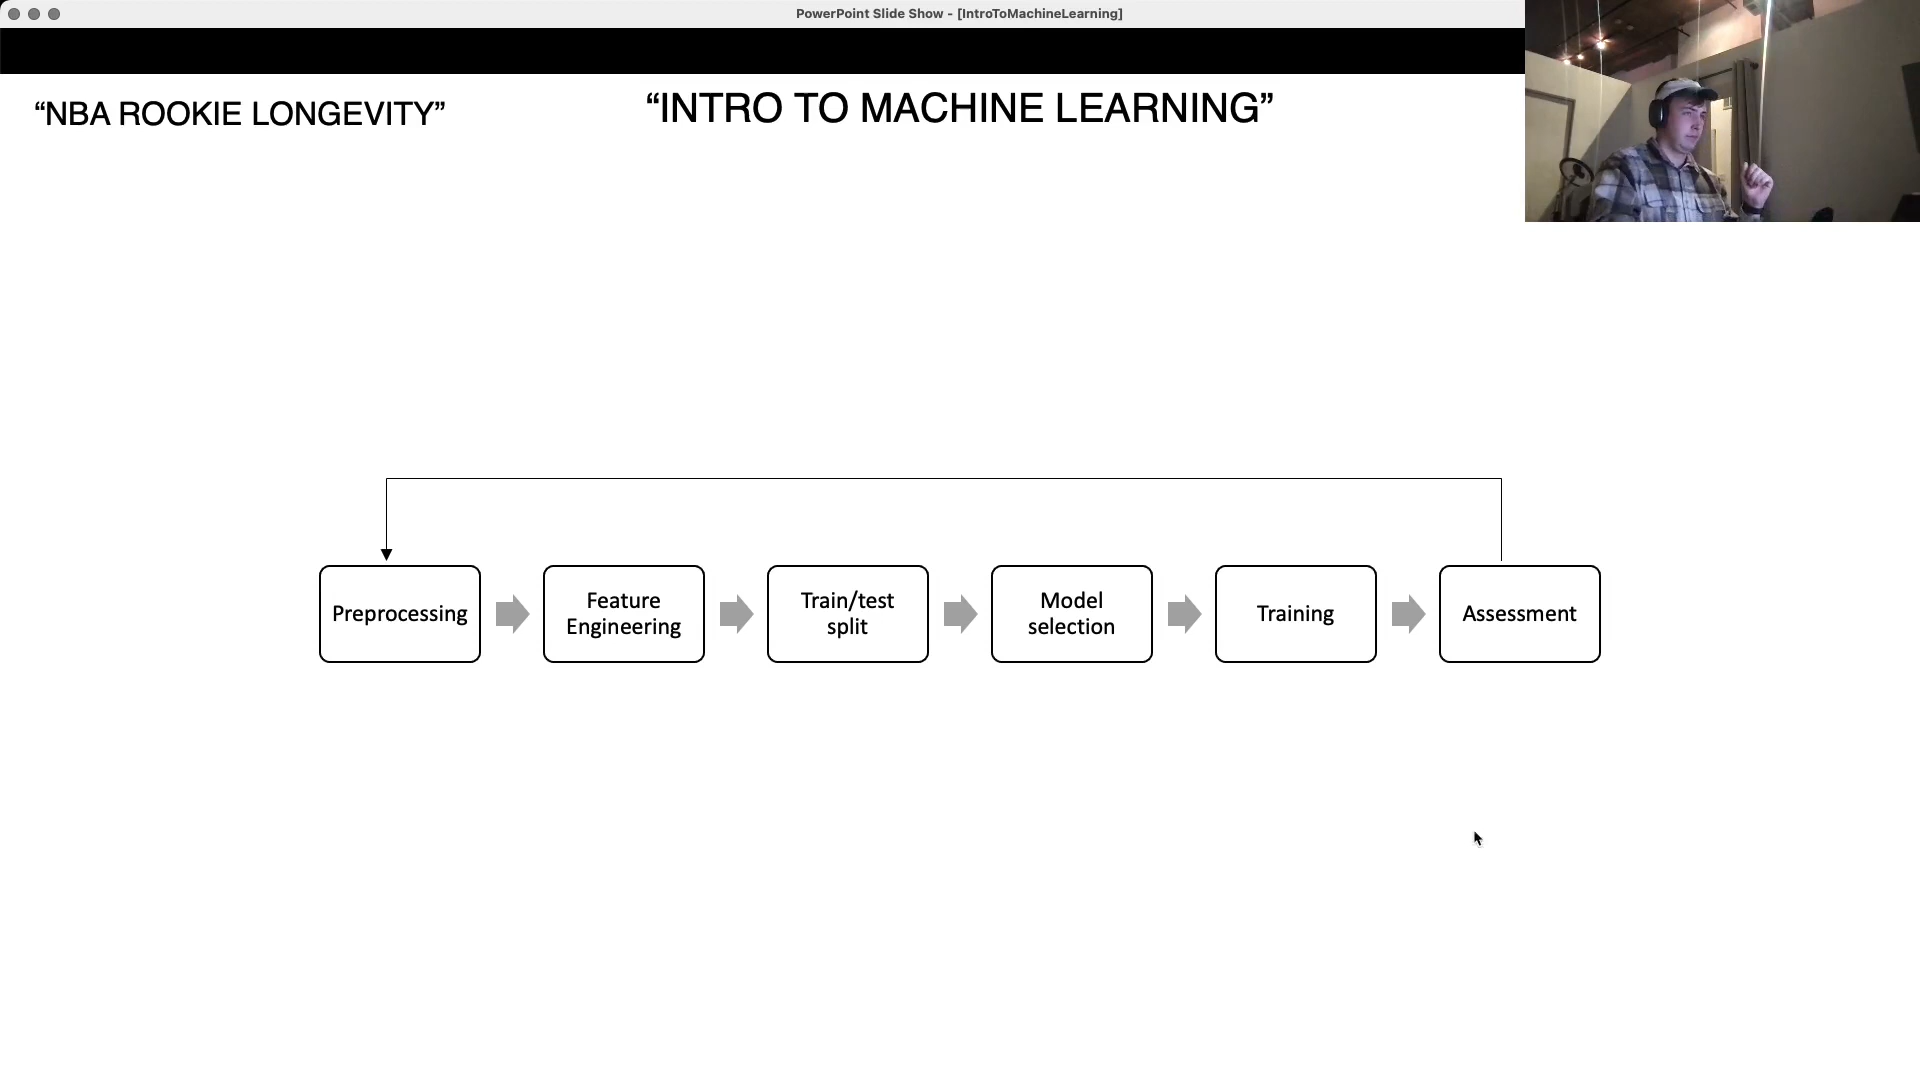 PowerPoint Slide Show - [IntroToMachineLearning]
“NBA ROOKIE LONGEVITY”
“INTRO TO MACHINE LEARNING”
Preprocessing
Feature
Engineering
Train/test
split
Model
selection
Training
Assessment